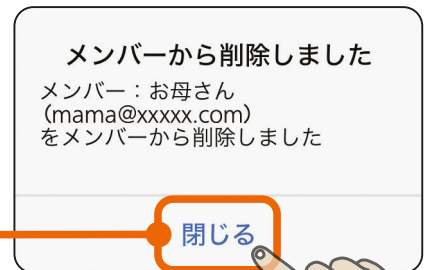 メンバーから削除しました
メンバー：お母さん
（mama@xxxxx.com）
をメンバーから削除しました
閉じる